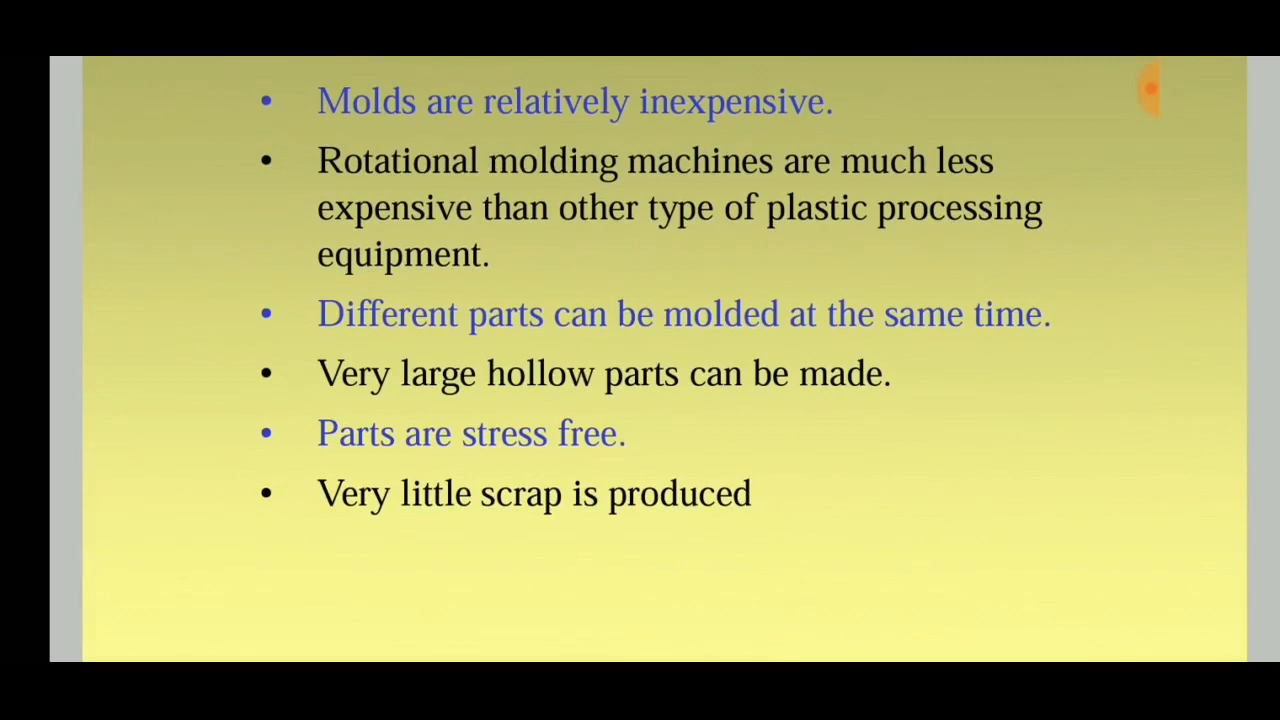 • Molds are relatively inexpensive.
• Rotational molding machines are much less
expensive than other type of plastic processing
equipment.
• Different parts can be molded at the same time.
• Very large hollow parts can be made.
• Parts are stress free.
• Very little scrap is produced